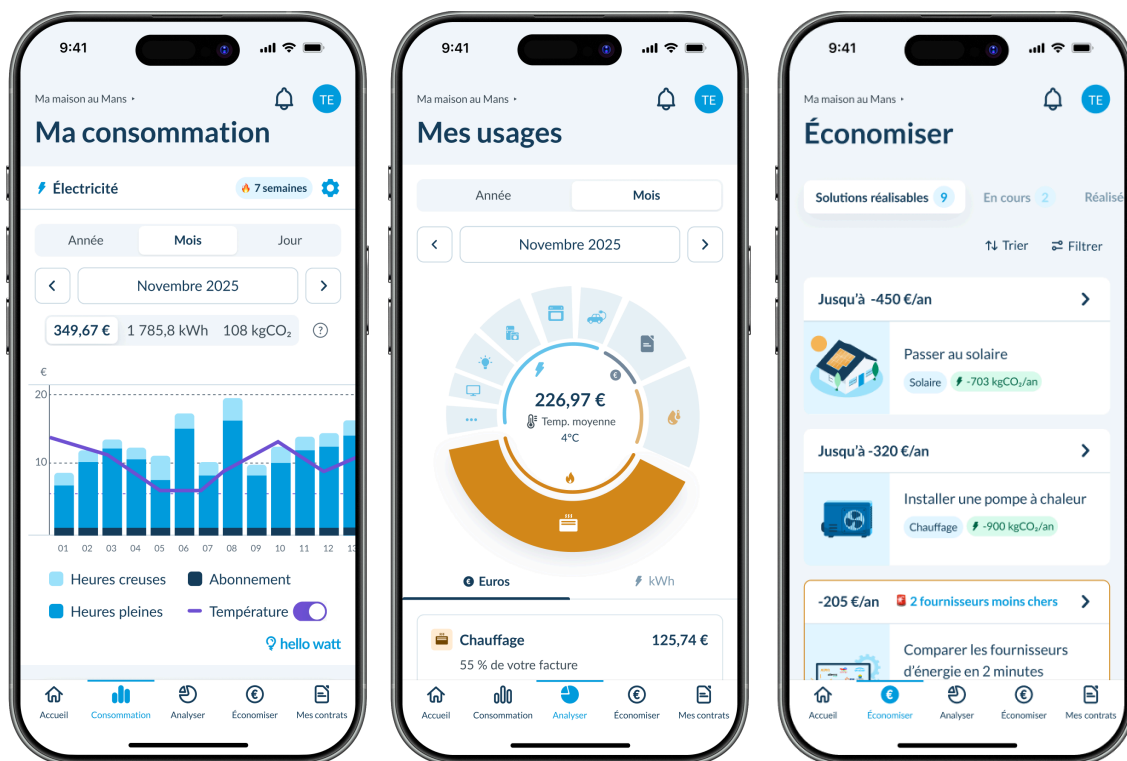 9:41
Ma maison au Mans
TE
Ma consommation
Électricité
7 semaines
Année Mois Jour
Novembre 2025
349,67 € 1 785,8 kWh 108 kgCO₂ ?
€
20
10
01 02 03 04 05 06 07 08 09 10 11 12 13
Heures creuses Abonnement
Heures pleines Température
hello watt
Accueil Consommation Analyser Économiser Mes contrats
9:41
Ma maison au Mans
TE
Mes usages
Année Mois
Novembre 2025
226,97 €
Temp. moyenne
4°C
Euros kWh
Chauffage 125,74 €
55 % de votre facture
Accueil Consommation Analyser Économiser Mes contrats
9:41
Ma maison au Mans
TE
Économiser
Solutions réalisables 9 En cours 2 Réalisé
Trier Filtrer
Jusqu'à -450 €/an
Passer au solaire
Solaire -703 kgCO₂/an
Jusqu'à -320 €/an
Installer une pompe à chaleur
Chauffage -900 kgCO₂/an
-205 €/an 2 fournisseurs moins chers
Comparer les fournisseurs
d'énergie en 2 minutes
Accueil Économiser Analyser Économiser Mes contrats